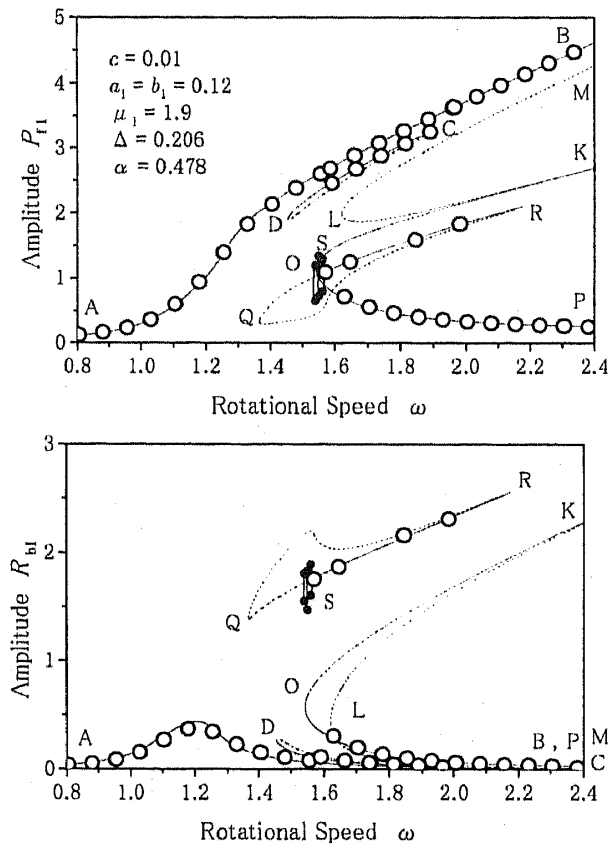 5
4
3
2
1
0
Amplitude P_f1
c = 0.01
a₁ = b₁ = 0.12
μ₁ = 1.9
Δ = 0.206
α = 0.478
B
M
C
K
D
L
R
S
O
A
Q
P
0.8 1.0 1.2 1.4 1.6 1.8 2.0 2.2 2.4
Rotational Speed ω
3
2
1
0
Amplitude R_b1
R
K
Q
S
O
L
A
D
B , P
M
C
0.8 1.0 1.2 1.4 1.6 1.8 2.0 2.2 2.4
Rotational Speed ω